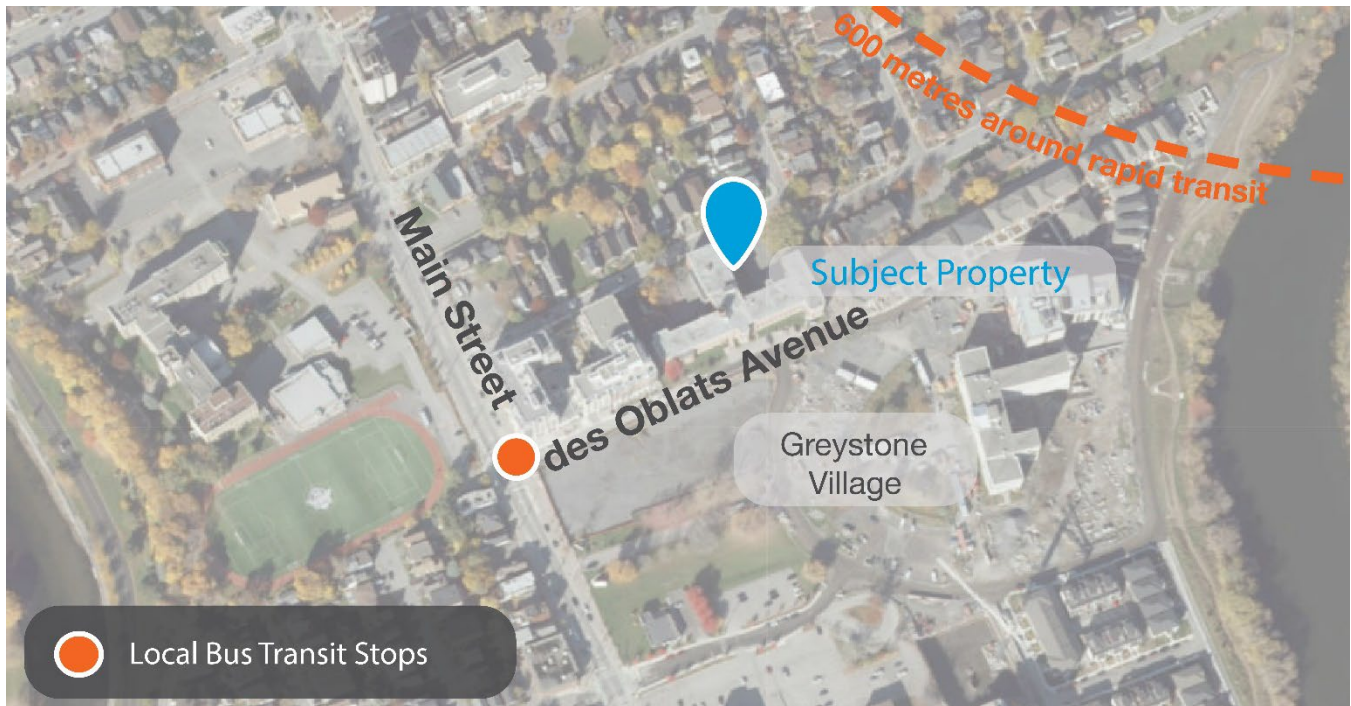 600 metres around rapid transit
Main Street
Subject Property
des Oblats Avenue
Greystone
Village
Local Bus Transit Stops